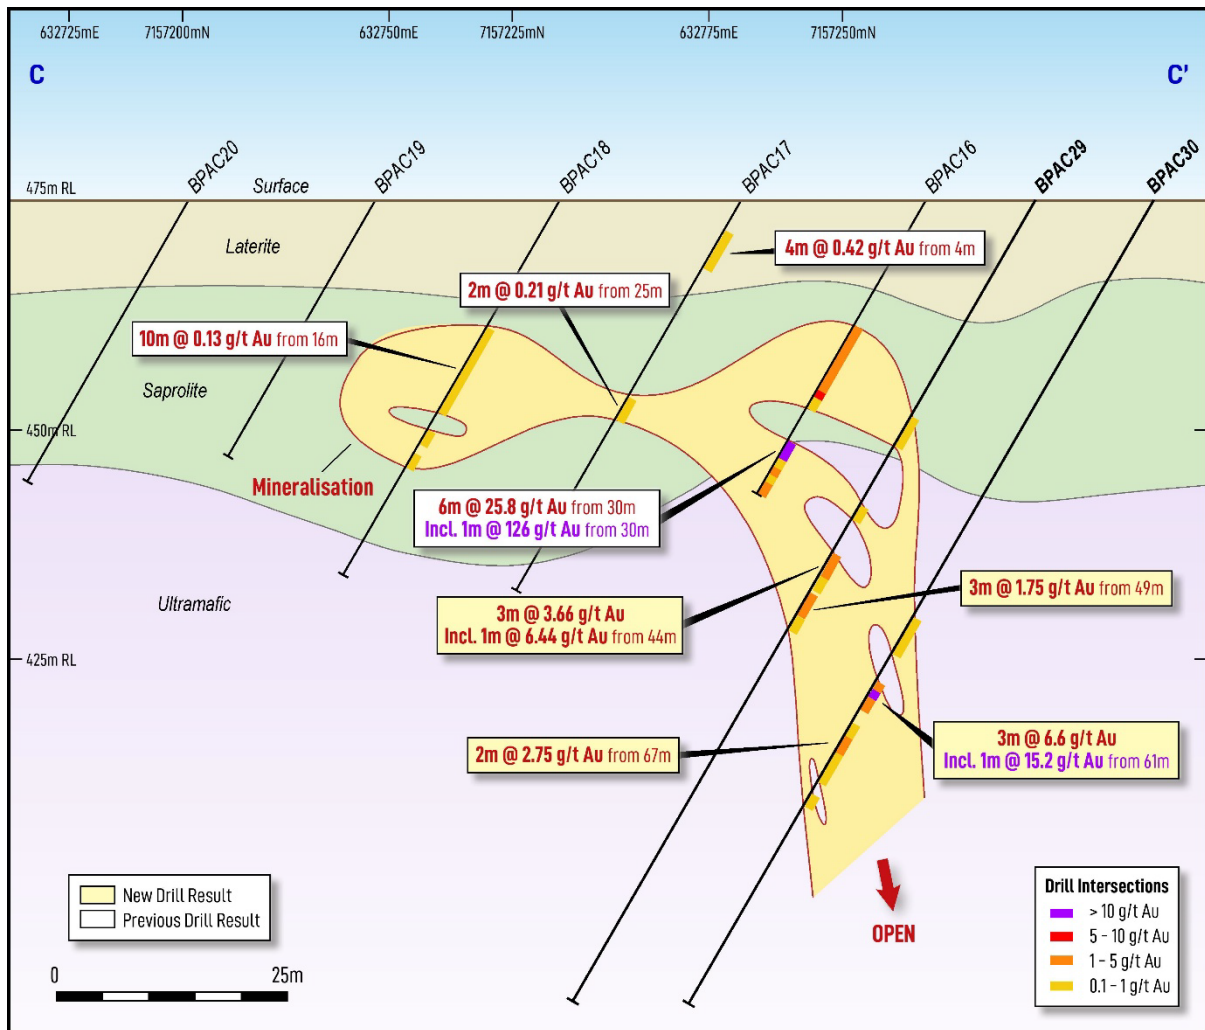 632725mE
7157200mN
632750mE
7157225mN
632775mE
7157250mN
C
C'
BPAC20
BPAC19
BPAC18
BPAC17
BPAC16
BPAC29
BPAC30
475m RL
Surface
Laterite
4m @ 0.42 g/t Au from 4m
2m @ 0.21 g/t Au from 25m
10m @ 0.13 g/t Au from 16m
Saprolite
450m RL
Mineralisation
6m @ 25.8 g/t Au from 30m
Incl. 1m @ 126 g/t Au from 30m
Ultramafic
3m @ 3.66 g/t Au
Incl. 1m @ 6.44 g/t Au from 44m
3m @ 1.75 g/t Au from 49m
425m RL
2m @ 2.75 g/t Au from 67m
3m @ 6.6 g/t Au
Incl. 1m @ 15.2 g/t Au from 61m
OPEN
New Drill Result
Previous Drill Result
0
25m
Drill Intersections
> 10 g/t Au
5 - 10 g/t Au
1 - 5 g/t Au
0.1 - 1 g/t Au